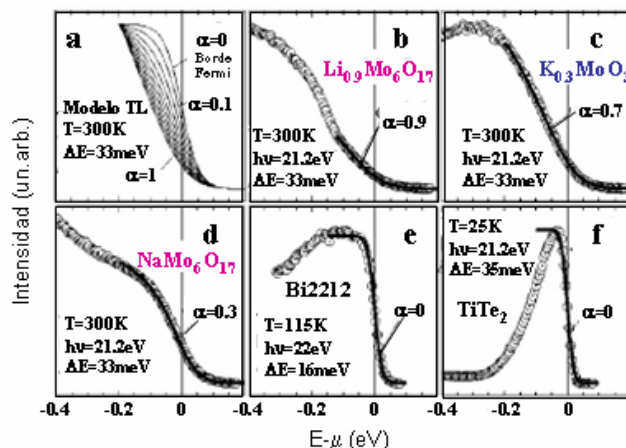 Intensidad (un.arb.)
a
α=0
Borde
Fermi
α=0.1
Modelo TL
T=300K
ΔE=33meV
α=1
b
Li0.9Mo6O17
α=0.9
T=300K
hν=21.2eV
ΔE=33meV
c
K0.3MoO3
α=0.7
T=300K
hν=21.2eV
ΔE=33meV
d
NaMo6O17
α=0.3
T=300K
hν=21.2eV
ΔE=33meV
e
Bi2212
α=0
T=115K
hν=22eV
ΔE=16meV
T=25K
f
hν=21.2eV
ΔE=35meV
TiTe2
α=0
-0.4 -0.2 0 -0.4 -0.2 0 -0.4 -0.2 0
E-μ (eV)